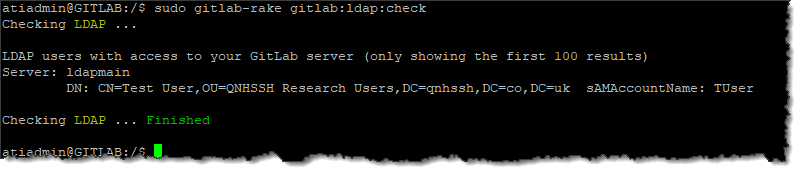 atiadmin@GITLAB:/$ sudo gitlab-rake gitlab:ldap:check
Checking LDAP ...
LDAP users with access to your GitLab server (only showing the first 100 results)
Server: ldapmain
DN: CN=Test User,OU=QNHSSH Research Users,DC=qnhssh,DC=co,DC=uk  sAMAccountName: TUser
Checking LDAP ... Finished
atiadmin@GITLAB:/$